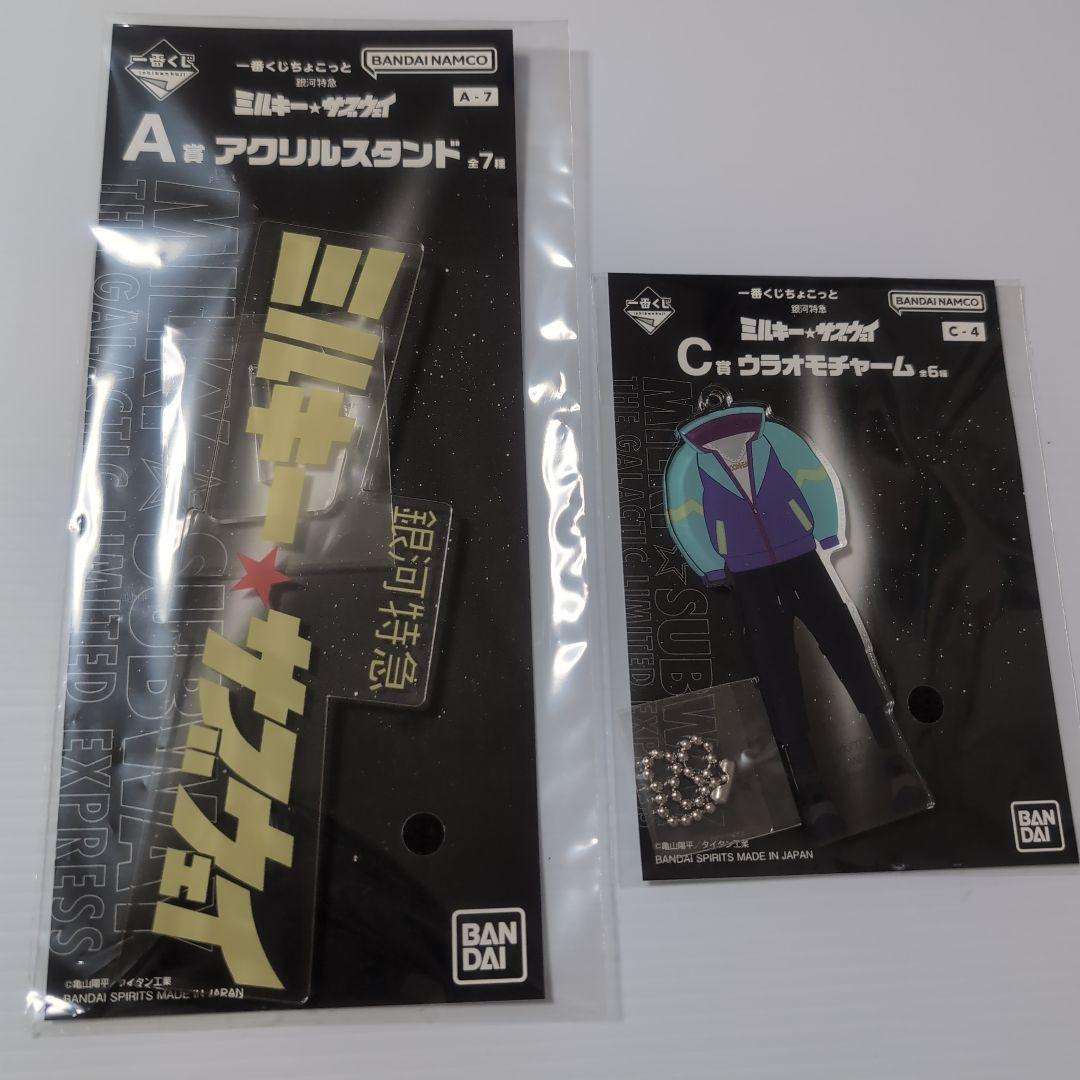 一番くじ
ichibankuji
一番くじちょこっと
BANDAI NAMCO
銀河特急
ミルキー★サブウェイ
A - 7
A賞 アクリルスタンド 全7種
MILKY☆SUBWAY
THE GALACTIC LIMITED EXPRESS
ミルキー★サブウェイ
銀河特急
©亀山陽平/タイタン工業
BANDAI SPIRITS MADE IN JAPAN
BAN
DAI
一番くじ
ichibankuji
一番くじちょこっと
BANDAI NAMCO
銀河特急
ミルキー★サブウェイ
C - 4
C賞 ウラオモチャーム 全6種
MILKY☆SUBWAY
THE GALACTIC LIMITED EXPRESS
©亀山陽平/タイタン工業
BANDAI SPIRITS MADE IN JAPAN
BAN
DAI